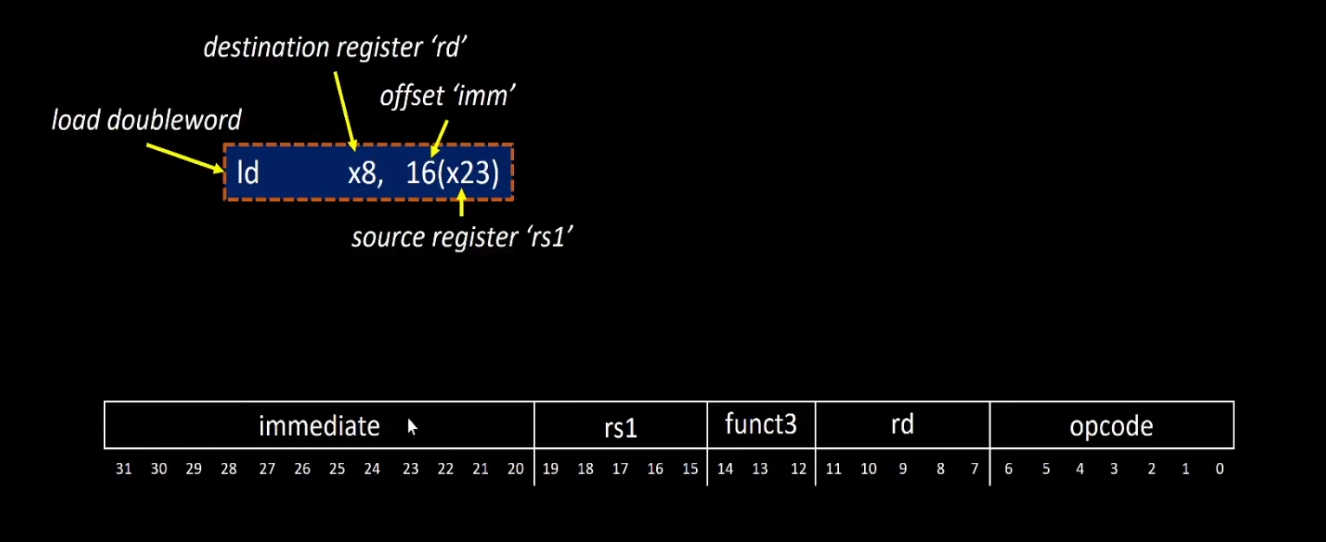 destination register ‘rd’
offset ‘imm’
load doubleword
ld x8, 16(x23)
source register ‘rs1’
immediate rs1 funct3 rd opcode
31 30 29 28 27 26 25 24 23 22 21 20 19 18 17 16 15 14 13 12 11 10 9 8 7 6 5 4 3 2 1 0